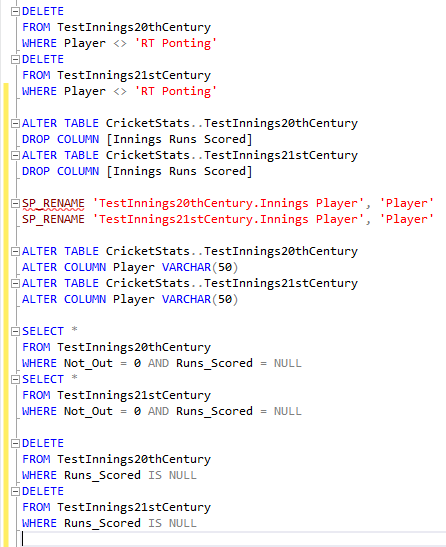 DELETE
FROM TestInnings20thCentury
WHERE Player <> 'RT Ponting'
DELETE
FROM TestInnings21stCentury
WHERE Player <> 'RT Ponting'
ALTER TABLE CricketStats..TestInnings20thCentury
DROP COLUMN [Innings Runs Scored]
ALTER TABLE CricketStats..TestInnings21stCentury
DROP COLUMN [Innings Runs Scored]
SP_RENAME 'TestInnings20thCentury.Innings Player', 'Player'
SP_RENAME 'TestInnings21stCentury.Innings Player', 'Player'
ALTER TABLE CricketStats..TestInnings20thCentury
ALTER COLUMN Player VARCHAR(50)
ALTER TABLE CricketStats..TestInnings21stCentury
ALTER COLUMN Player VARCHAR(50)
SELECT *
FROM TestInnings20thCentury
WHERE Not_Out = 0 AND Runs_Scored = NULL
SELECT *
FROM TestInnings21stCentury
WHERE Not_Out = 0 AND Runs_Scored = NULL
DELETE
FROM TestInnings20thCentury
WHERE Runs_Scored IS NULL
DELETE
FROM TestInnings21stCentury
WHERE Runs_Scored IS NULL